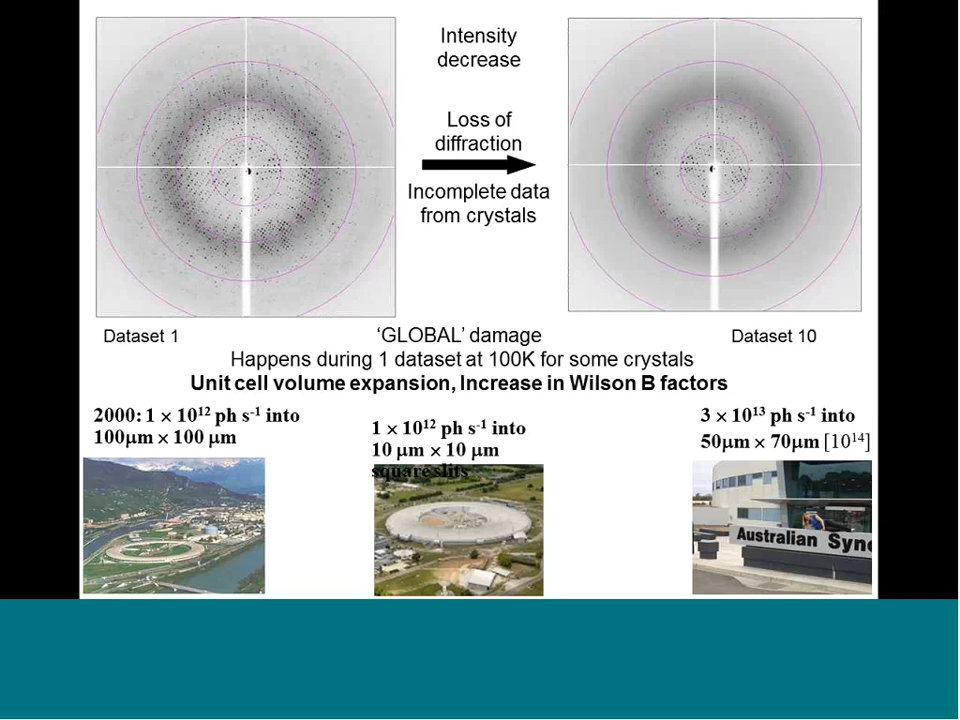 Intensity
decrease
Loss of
diffraction
Incomplete data
from crystals
Dataset 1
'GLOBAL' damage
Dataset 10
Happens during 1 dataset at 100K for some crystals
Unit cell volume expansion, Increase in Wilson B factors
2000: 1 × 10¹² ph s⁻¹ into
100μm × 100 μm
1 × 10¹² ph s⁻¹ into
10 μm × 10 μm
square slits
3 × 10¹³ ph s⁻¹ into
50μm × 70μm [10¹⁴]
Australian Sync